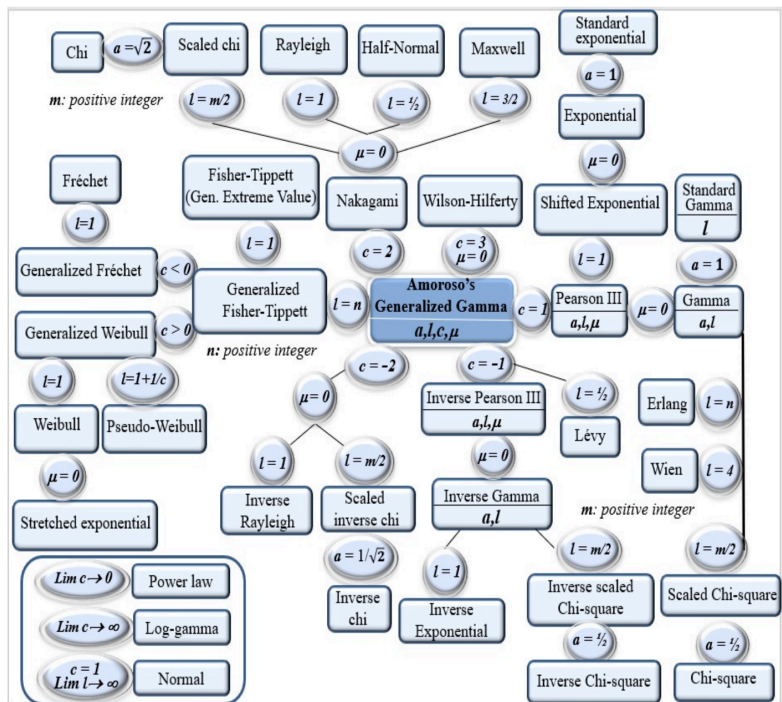 Chi
a = √2
Scaled chi
Rayleigh
Half-Normal
Maxwell
Standard
exponential
m: positive integer
l = m/2
l = 1
l = ½
l = 3/2
a = 1
Exponential
μ = 0
μ = 0
Fréchet
Fisher-Tippett
(Gen. Extreme Value)
Nakagami
Wilson-Hilferty
Shifted Exponential
Standard
Gamma
l
l=1
l = 1
c = 2
c = 3
μ = 0
l = 1
a = 1
Generalized Fréchet
c < 0
Generalized
Fisher-Tippett
l = n
Amoroso's
Generalized Gamma
a,l,c,μ
c = 1
Pearson III
a,l,μ
μ= 0
Gamma
a,l
Generalized Weibull
c > 0
n: positive integer
l=1
l=1+1/c
c = -2
c = -1
Weibull
Pseudo-Weibull
μ= 0
Inverse Pearson III
a,l,μ
l = ½
Lévy
Erlang
l = n
μ = 0
l = 1
l = m/2
μ = 0
Wien
l = 4
Stretched exponential
Inverse
Rayleigh
Scaled
inverse chi
Inverse Gamma
a,l
m: positive integer
a = 1/√2
Inverse
chi
l = 1
Inverse
Exponential
l = m/2
Inverse scaled
Chi-square
a = ½
Inverse Chi-square
l = m/2
Scaled Chi-square
a = ½
Chi-square
Lim c→ 0
Power law
Lim c→ ∞
Log-gamma
c = 1
Lim l→ ∞
Normal